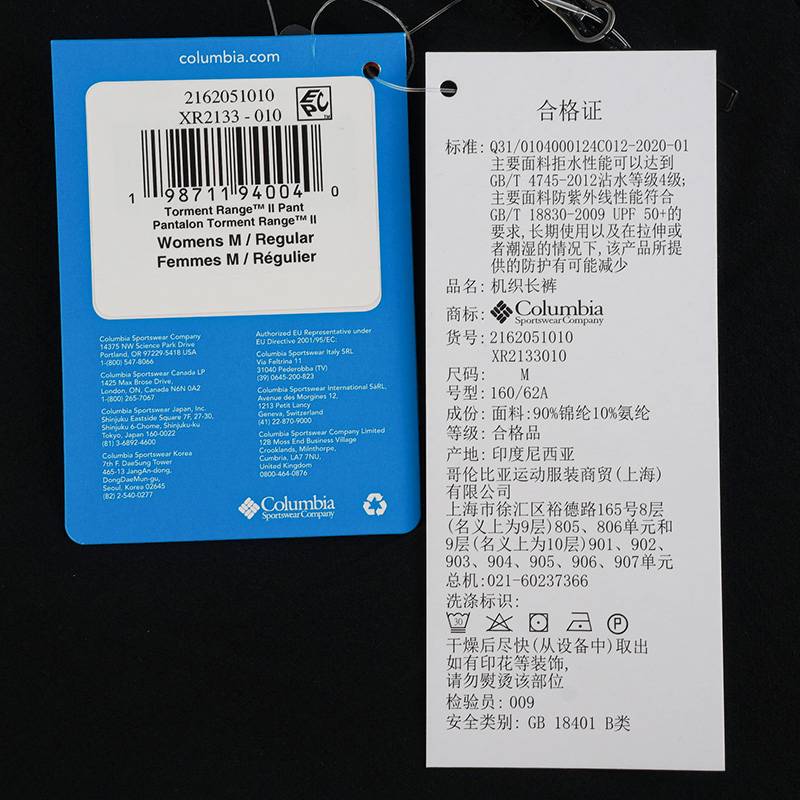 columbia.com
2162051010
XR2133 - 010
EPC
1 98711 94004 0
Torment Range™ II Pant
Pantalon Torment Range™ II
Womens M / Regular
Femmes M / Régulier
Columbia Sportswear Company
14375 NW Science Park Drive
Portland, OR 97229-5418 USA
1-(800) 547-8066
Columbia Sportswear Canada LP
1425 Max Brose Drive,
London, ON, Canada N6N 0A2
1-(800) 265-7067
Columbia Sportswear Japan, Inc.
Shinjuku Eastside Square 7F, 27-30,
Shinjuku 6-Chome, Shinjuku-ku
Tokyo, Japan 160-0022
(81) 3-6892-4600
Columbia Sportswear Korea
7th F. DaeSung Tower
465-13 JangAn-dong,
DongDaeMun-gu,
Seoul, Korea 02645
(82) 2-540-0277
Authorized EU Representative under
EU Directive 2001/95/EC:
Columbia Sportswear Italy SRL
Via Feltrina 11
31040 Pederobba (TV)
(39) 0645-200-823
Columbia Sportswear International SàRL,
Avenue des Morgines 12,
1213 Petit Lancy
Geneva, Switzerland
(41) 22-870-9000
Columbia Sportswear Company Limited
128 Moss End Business Village
Crooklands, Milnthorpe,
Cumbria, LA7 7NU,
United Kingdom
0800-464-0876
Columbia
Sportswear Company
合格证
标准: Q31/0104000124C012-2020-01
主要面料拒水性能可以达到
GB/T 4745-2012沾水等级4级;
主要面料防紫外线性能符合
GB/T 18830-2009 UPF 50+的
要求,长期使用以及在拉伸或
者潮湿的情况下,该产品所提
供的防护有可能减少
品名: 机织长裤
商标: Columbia
Sportswear Company
货号: 2162051010
XR2133010
尺码: M
号型: 160/62A
成份: 面料:90%锦纶10%氨纶
等级: 合格品
产地: 印度尼西亚
哥伦比亚运动服装商贸(上海)
有限公司
上海市徐汇区裕德路165号8层
(名义上为9层)805、806单元和
9层(名义上为10层)901、902、
903、904、905、906、907单元
总机:021-60237366
洗涤标识:
30 P
干燥后尽快(从设备中)取出
如有印花等装饰,
请勿熨烫该部位
检验员: 009
安全类别: GB 18401 B类